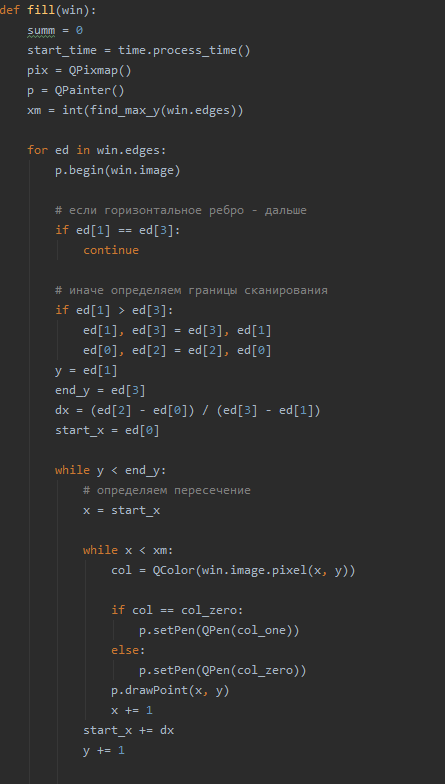 def fill(win):
    summ = 0
    start_time = time.process_time()
    pix = QPixmap()
    p = QPainter()
    xm = int(find_max_y(win.edges))

    for ed in win.edges:
        p.begin(win.image)

        # если горизонтальное ребро - дальше
        if ed[1] == ed[3]:
            continue

        # иначе определяем границы сканирования
        if ed[1] > ed[3]:
            ed[1], ed[3] = ed[3], ed[1]
            ed[0], ed[2] = ed[2], ed[0]
        y = ed[1]
        end_y = ed[3]
        dx = (ed[2] - ed[0]) / (ed[3] - ed[1])
        start_x = ed[0]

        while y < end_y:
            # определяем пересечение
            x = start_x

            while x < xm:
                col = QColor(win.image.pixel(x, y))

                if col == col_zero:
                    p.setPen(QPen(col_one))
                else:
                    p.setPen(QPen(col_zero))
                p.drawPoint(x, y)
                x += 1
            start_x += dx
            y += 1